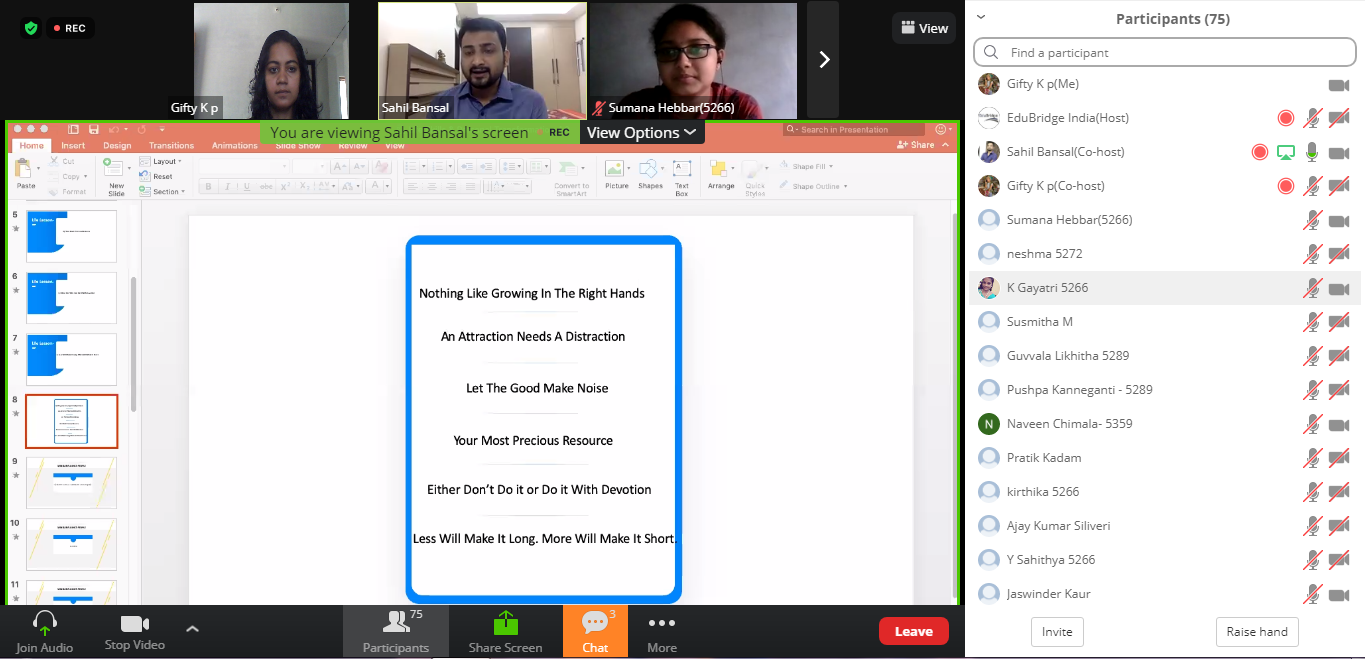 REC
View
Gifty K p
Sahil Bansal
Sumana Hebbar(5266)
You are viewing Sahil Bansal's screen
REC
View Options
Search in Presentation
Home
Insert
Design
Transitions
Animations
Slide Show
Review
View
Share
Paste
Cut
Copy
Format
New Slide
Layout
Reset
Section
B I U abc
Convert to SmartArt
Picture
Shapes
Text Box
Arrange
Quick Styles
Shape Fill
Shape Outline
5
6
7
8
9
10
11
Nothing Like Growing In The Right Hands
An Attraction Needs A Distraction
Let The Good Make Noise
Your Most Precious Resource
Either Don't Do it or Do it With Devotion
Less Will Make It Long. More Will Make It Short.
Join Audio
Stop Video
75
Participants
Share Screen
3
Chat
More
Leave
Participants (75)
Find a participant
Gifty K p(Me)
EduBridge India(Host)
Sahil Bansal(Co-host)
Gifty K p(Co-host)
Sumana Hebbar(5266)
neshma 5272
K Gayatri 5266
Susmitha M
Guvvala Likhitha 5289
Pushpa Kanneganti - 5289
N
Naveen Chimala- 5359
Pratik Kadam
kirthika 5266
Ajay Kumar Siliveri
Y Sahithya 5266
Jaswinder Kaur
Invite
Raise hand